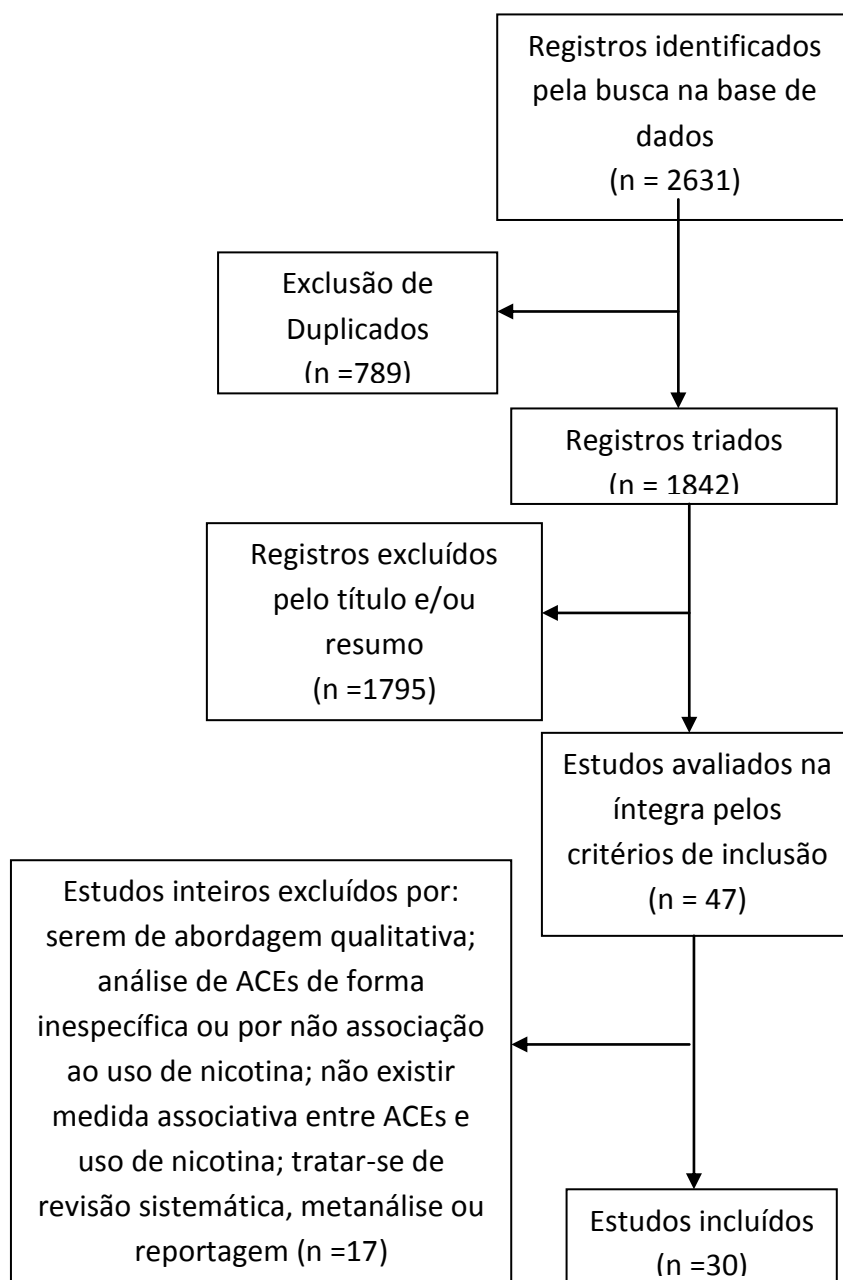 Registros identificados
pela busca na base de
dados
(n = 2631)
Exclusão de
Duplicados
(n =789)
Registros triados
(n = 1842)
Registros excluídos
pelo título e/ou
resumo
(n =1795)
Estudos avaliados na
íntegra pelos
critérios de inclusão
(n = 47)
Estudos inteiros excluídos por:
serem de abordagem qualitativa;
análise de ACEs de forma
inespecífica ou por não associação
ao uso de nicotina; não existir
medida associativa entre ACEs e
uso de nicotina; tratar-se de
revisão sistemática, metanálise ou
reportagem (n =17)
Estudos incluídos
(n =30)